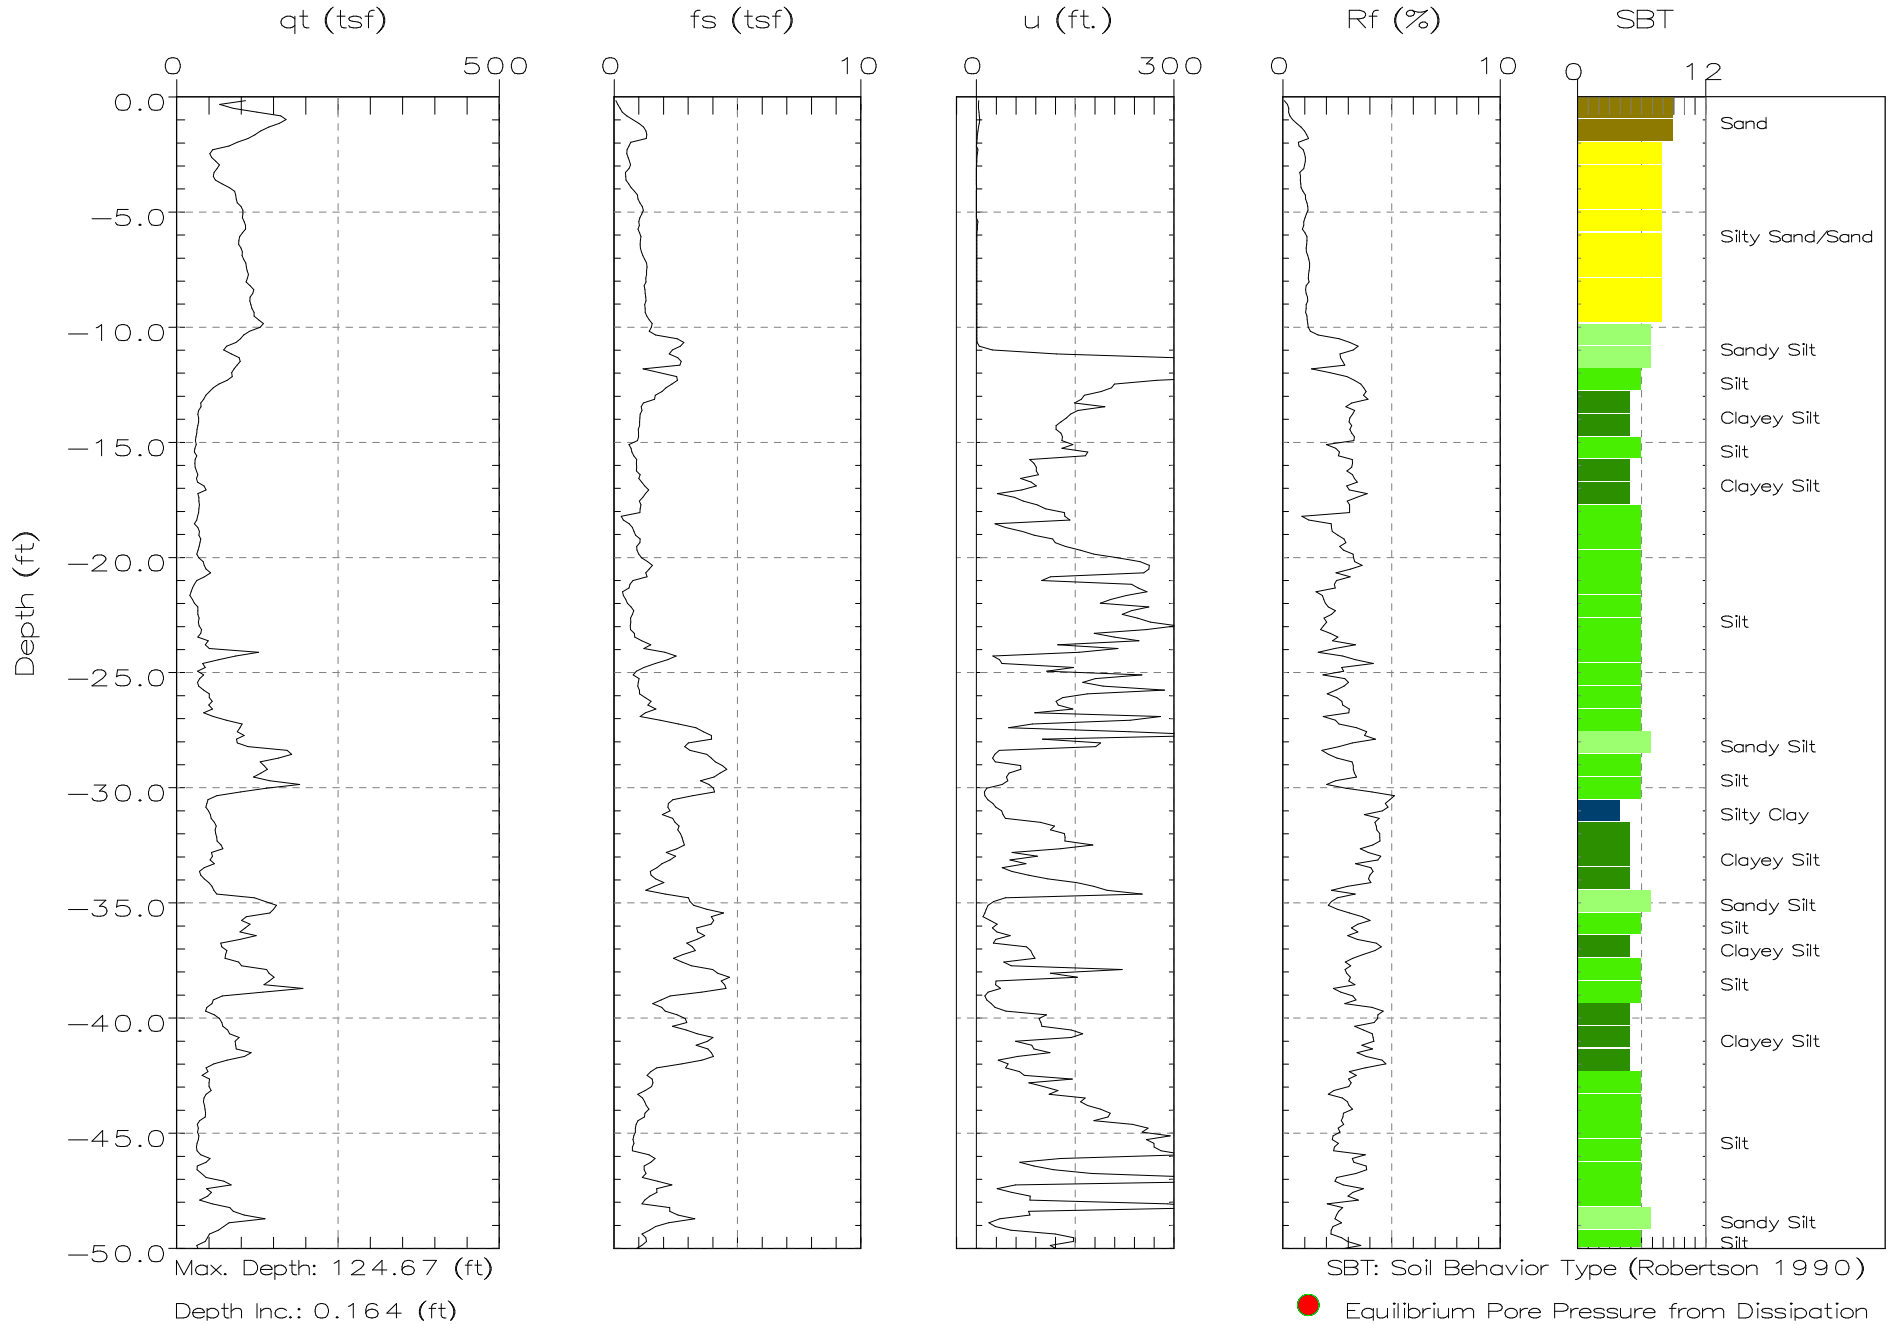 qt (tsf) fs (tsf) u (ft.) Rf (%) SBT
0 500 0 10 0 300 0 10 0 12
Depth (ft)
0.0
−5.0
−10.0
−15.0
−20.0
−25.0
−30.0
−35.0
−40.0
−45.0
−50.0
Sand
Silty Sand/Sand
Sandy Silt
Silt
Clayey Silt
Silt
Clayey Silt
Silt
Sandy Silt
Silt
Silty Clay
Clayey Silt
Sandy Silt
Silt
Clayey Silt
Silt
Clayey Silt
Silt
Sandy Silt
Silt
Max. Depth: 124.67 (ft)
SBT: Soil Behavior Type (Robertson 1990)
Depth Inc.: 0.164 (ft)
Equilibrium Pore Pressure from Dissipation